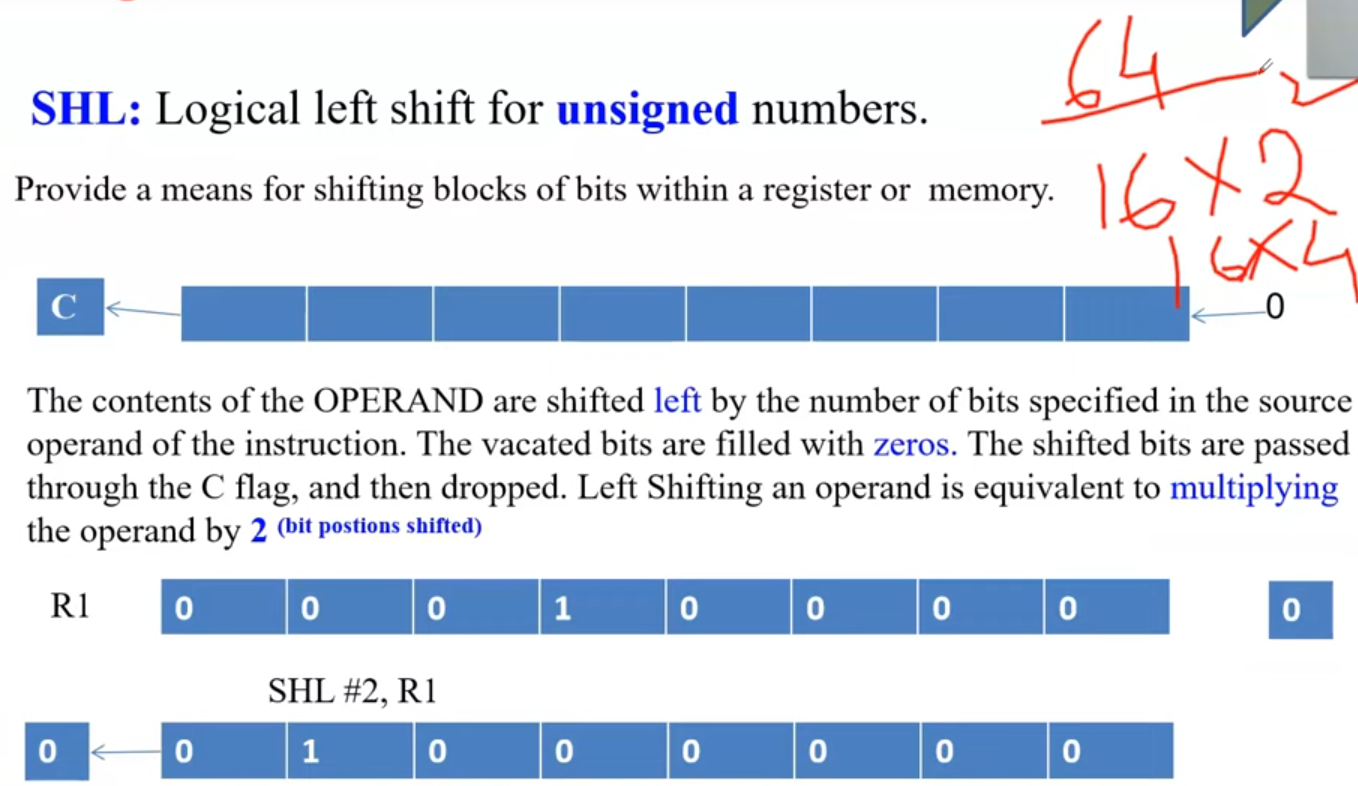 64
SHL: Logical left shift for unsigned numbers.
16 X 2
Provide a means for shifting blocks of bits within a register or memory.
16X4
C
0
The contents of the OPERAND are shifted left by the number of bits specified in the source
operand of the instruction. The vacated bits are filled with zeros. The shifted bits are passed
through the C flag, and then dropped. Left Shifting an operand is equivalent to multiplying
the operand by 2 (bit postions shifted)
R1 0 0 0 1 0 0 0 0 0
SHL #2, R1
0 0 1 0 0 0 0 0 0